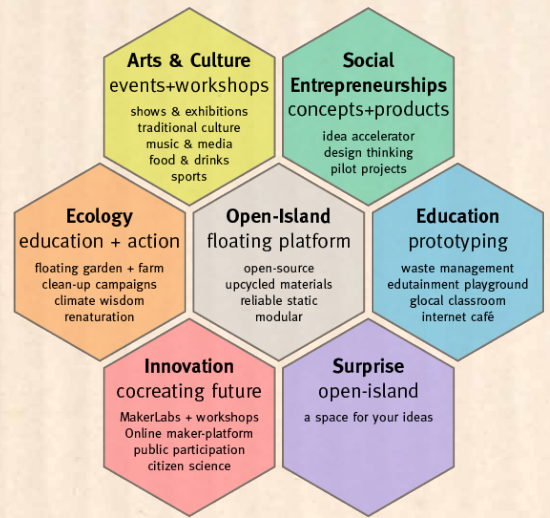 Arts & Culture
events+workshops
shows & exhibitions
traditional culture
music & media
food & drinks
sports
Social
Entrepreneurships
concepts+products
idea accelerator
design thinking
pilot projects
Ecology
education + action
floating garden + farm
clean-up campaigns
climate wisdom
renaturation
Open-Island
floating platform
open-source
upcycled materials
reliable static
modular
Education
prototyping
waste management
edutainment playground
glocal classroom
internet café
Innovation
cocreating future
MakerLabs + workshops
Online maker-platform
public participation
citizen science
Surprise
open-island
a space for your ideas